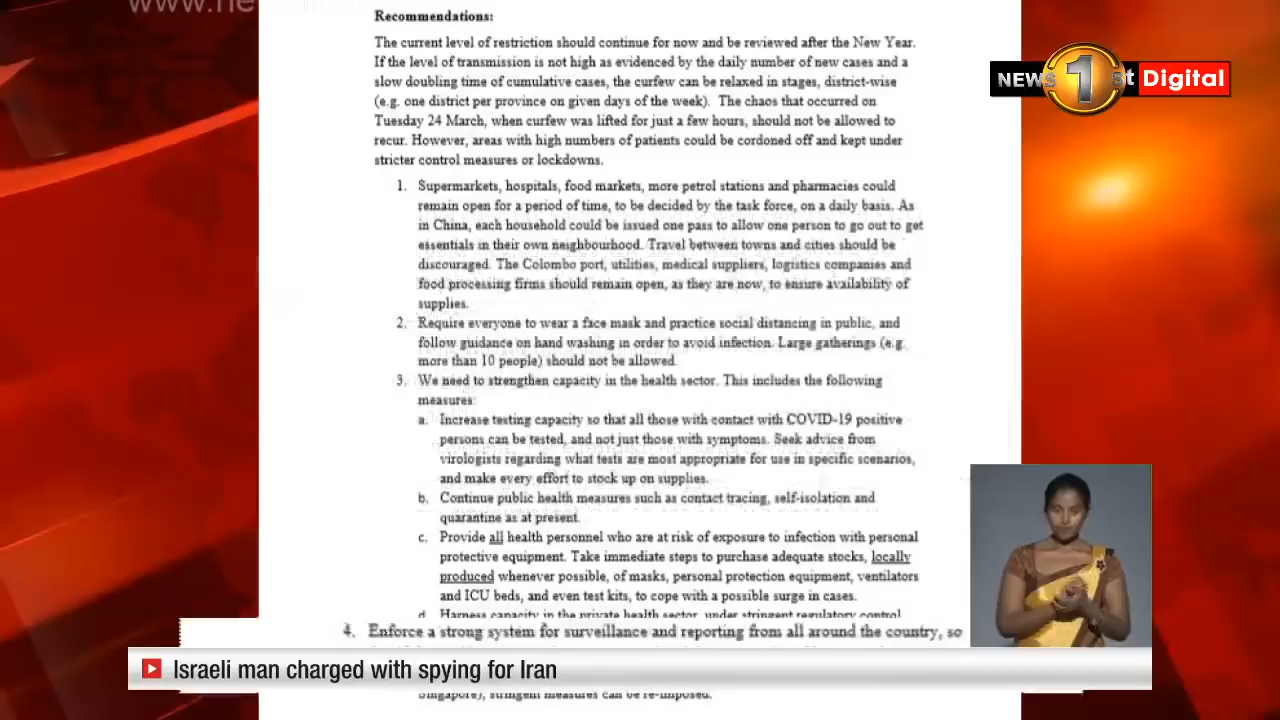 www.ne
Recommendations:
The current level of restriction should continue for now and be reviewed after the New Year.
If the level of transmission is not high as evidenced by the daily number of new cases and a
slow doubling time of cumulative cases, the curfew can be relaxed in stages, district-wise
(e.g. one district per province on given days of the week). The chaos that occurred on
Tuesday 24 March, when curfew was lifted for just a few hours, should not be allowed to
recur. However, areas with high numbers of patients could be cordoned off and kept under
stricter control measures or lockdowns.
1. Supermarkets, hospitals, food markets, more petrol stations and pharmacies could
remain open for a period of time, to be decided by the task force, on a daily basis. As
in China, each household could be issued one pass to allow one person to go out to get
essentials in their own neighbourhood. Travel between towns and cities should be
discouraged. The Colombo port, utilities, medical suppliers, logistics companies and
food processing firms should remain open, as they are now, to ensure availability of
supplies.
2. Require everyone to wear a face mask and practice social distancing in public, and
follow guidance on hand washing in order to avoid infection. Large gatherings (e.g.
more than 10 people) should not be allowed.
3. We need to strengthen capacity in the health sector. This includes the following
measures:
a. Increase testing capacity so that all those with contact with COVID-19 positive
persons can be tested, and not just those with symptoms. Seek advice from
virologists regarding what tests are most appropriate for use in specific scenarios,
and make every effort to stock up on supplies.
b. Continue public health measures such as contact tracing, self-isolation and
quarantine as at present.
c. Provide all health personnel who are at risk of exposure to infection with personal
protective equipment. Take immediate steps to purchase adequate stocks, locally
produced whenever possible, of masks, personal protection equipment, ventilators
and ICU beds, and even test kits, to cope with a possible surge in cases.
d. Harness capacity in the private health sector, under stringent regulatory control
4. Enforce a strong system for surveillance and reporting from all around the country, so
Singapore), stringent measures can be re-imposed.
NEWS 1st Digital
Israeli man charged with spying for Iran